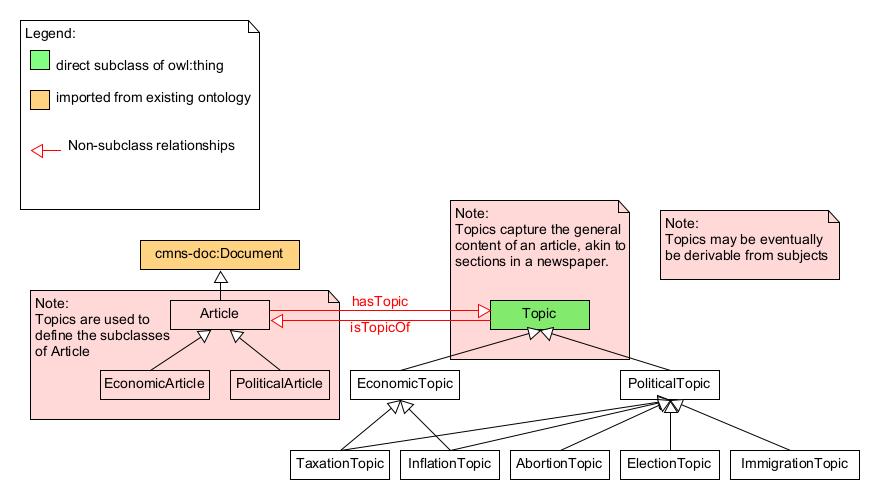 Legend:
direct subclass of owl:thing
imported from existing ontology
Non-subclass relationships
Note:
Topics capture the general
content of an article, akin to
sections in a newspaper.
Note:
Topics may be eventually
be derivable from subjects
cmns-doc:Document
Note:
Topics are used to
define the subclasses
of Article
Article
hasTopic
isTopicOf
Topic
EconomicArticle
PoliticalArticle
EconomicTopic
PoliticalTopic
TaxationTopic
InflationTopic
AbortionTopic
ElectionTopic
ImmigrationTopic